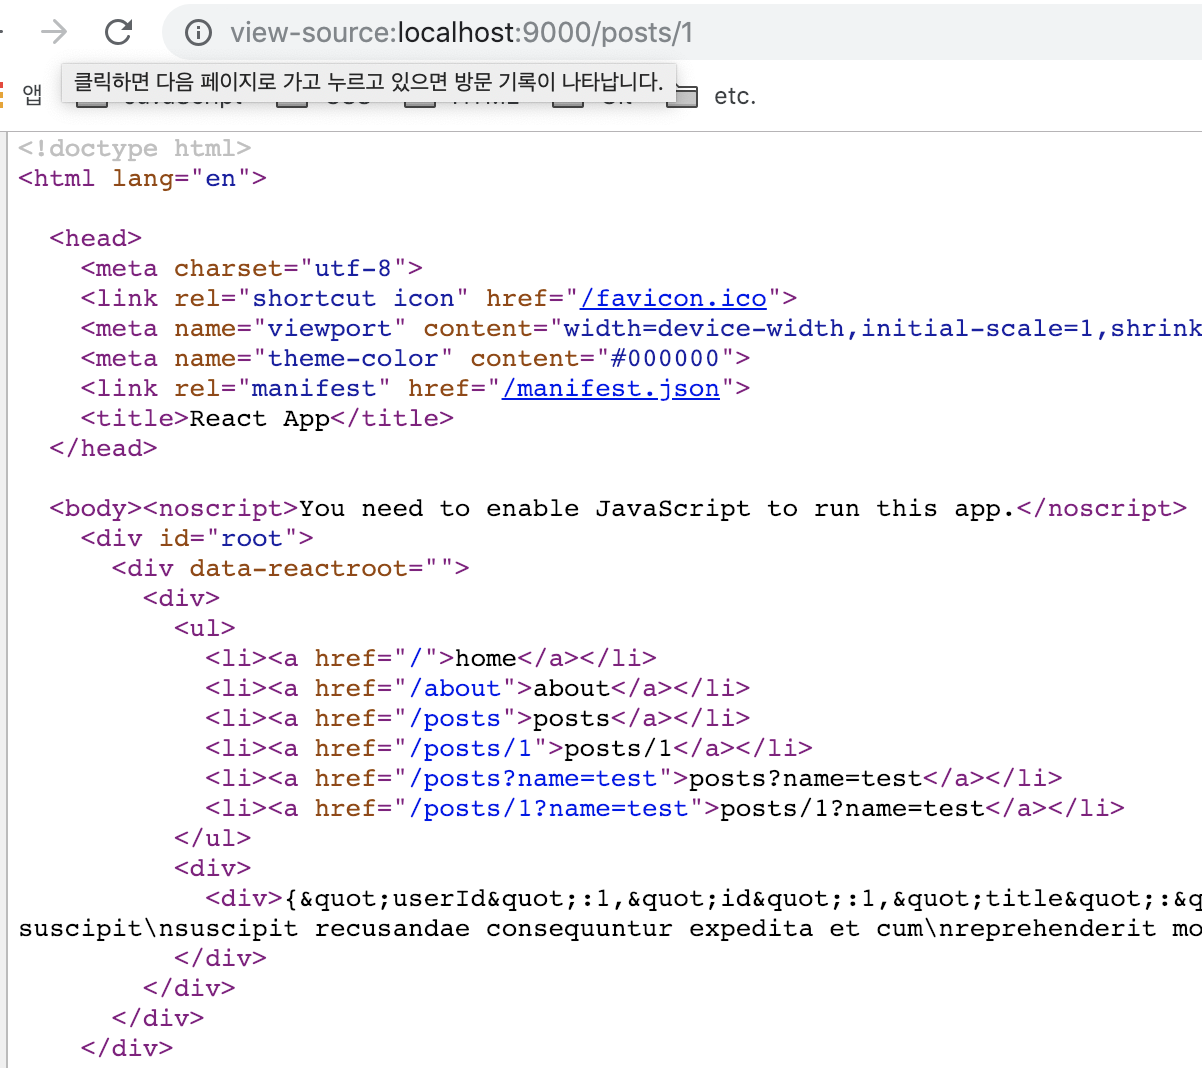 view-source:localhost:9000/posts/1
클릭하면 다음 페이지로 가고 누르고 있으면 방문 기록이 나타납니다.
앱
etc.
<!doctype html>
<html lang="en">
<head>
<meta charset="utf-8">
<link rel="shortcut icon" href="/favicon.ico">
<meta name="viewport" content="width=device-width,initial-scale=1,shrink
<meta name="theme-color" content="#000000">
<link rel="manifest" href="/manifest.json">
<title>React App</title>
</head>
<body><noscript>You need to enable JavaScript to run this app.</noscript>
<div id="root">
<div data-reactroot="">
<div>
<ul>
<li><a href="/">home</a></li>
<li><a href="/about">about</a></li>
<li><a href="/posts">posts</a></li>
<li><a href="/posts/1">posts/1</a></li>
<li><a href="/posts?name=test">posts?name=test</a></li>
<li><a href="/posts/1?name=test">posts/1?name=test</a></li>
</ul>
<div>
<div>{&quot;userId&quot;:1,&quot;id&quot;:1,&quot;title&quot;:&q
suscipit\nsuscipit recusandae consequuntur expedita et cum\nreprehenderit mo
</div>
</div>
</div>
</div>